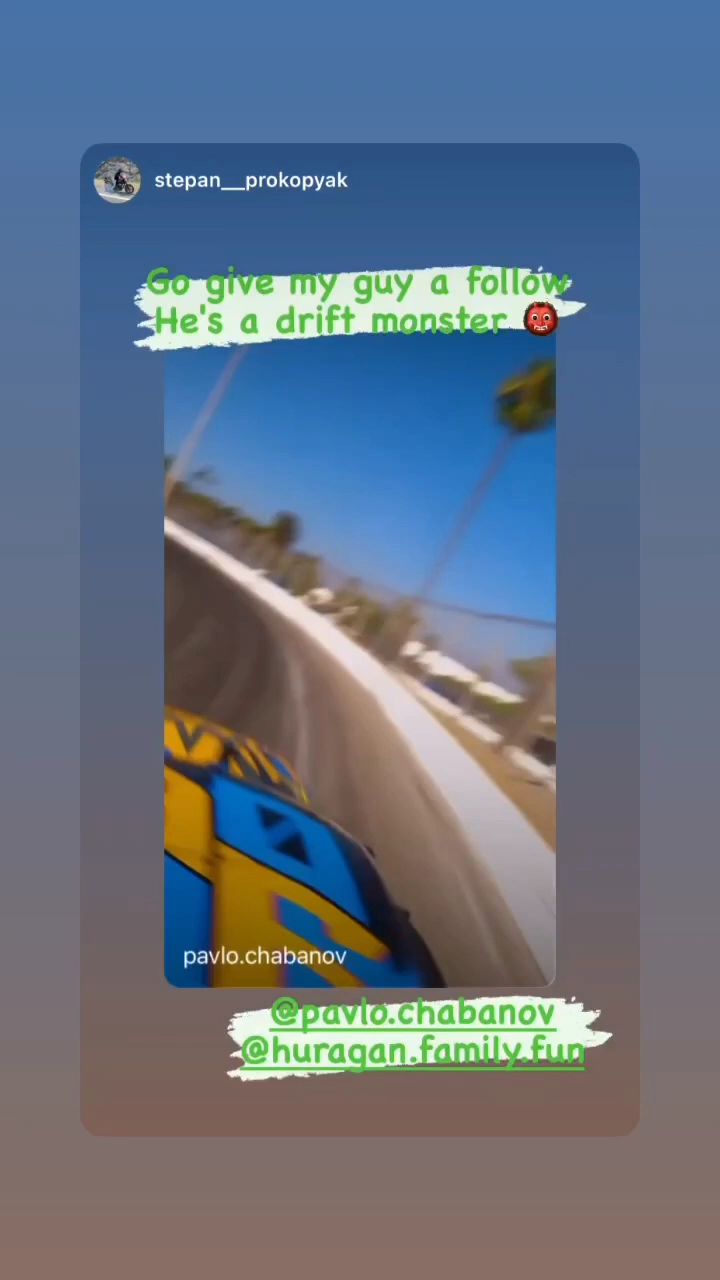 stepan__prokopyak
Go give my guy a follow
He's a drift monster 👹
pavlo.chabanov
@pavlo.chabanov
@huragan.family.fun